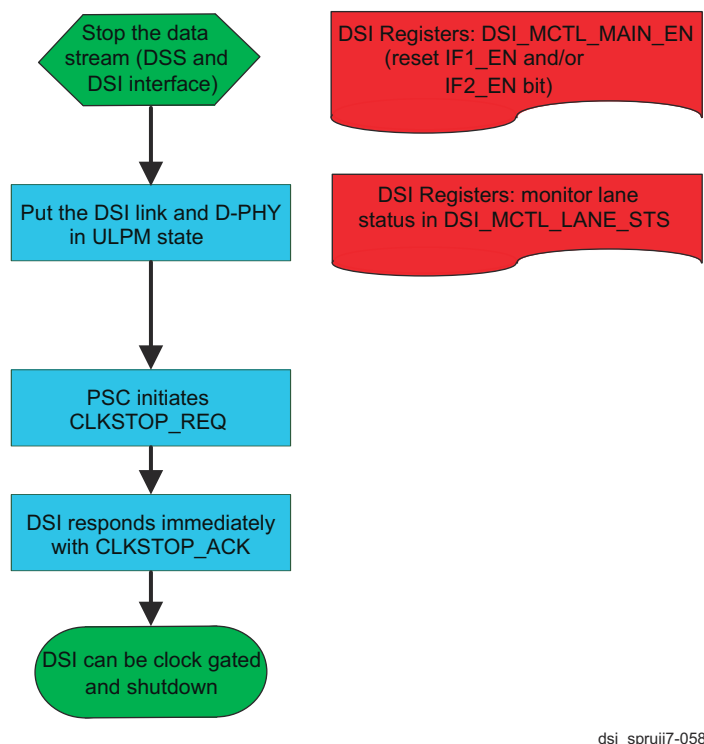 Stop the data
stream (DSS and
DSI interface)
DSI Registers: DSI_MCTL_MAIN_EN
(reset IF1_EN and/or
IF2_EN bit)
Put the DSI link and D-PHY
in ULPM state
DSI Registers: monitor lane
status in DSI_MCTL_LANE_STS
PSC initiates
CLKSTOP_REQ
DSI responds immediately
with CLKSTOP_ACK
DSI can be clock gated
and shutdown
dsi_spruii7-058